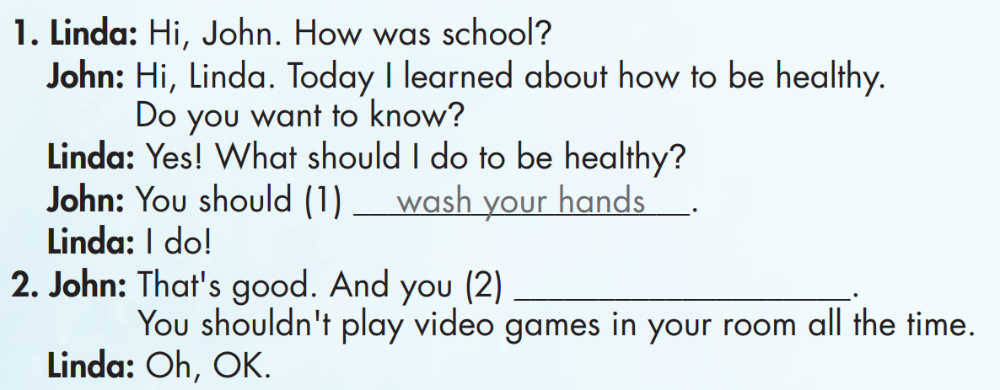 1. Linda: Hi, John. How was school?
John: Hi, Linda. Today I learned about how to be healthy.
Do you want to know?
Linda: Yes! What should I do to be healthy?
John: You should (1) wash your hands.
Linda: I do!
2. John: That's good. And you (2) ____________________.
You shouldn't play video games in your room all the time.
Linda: Oh, OK.